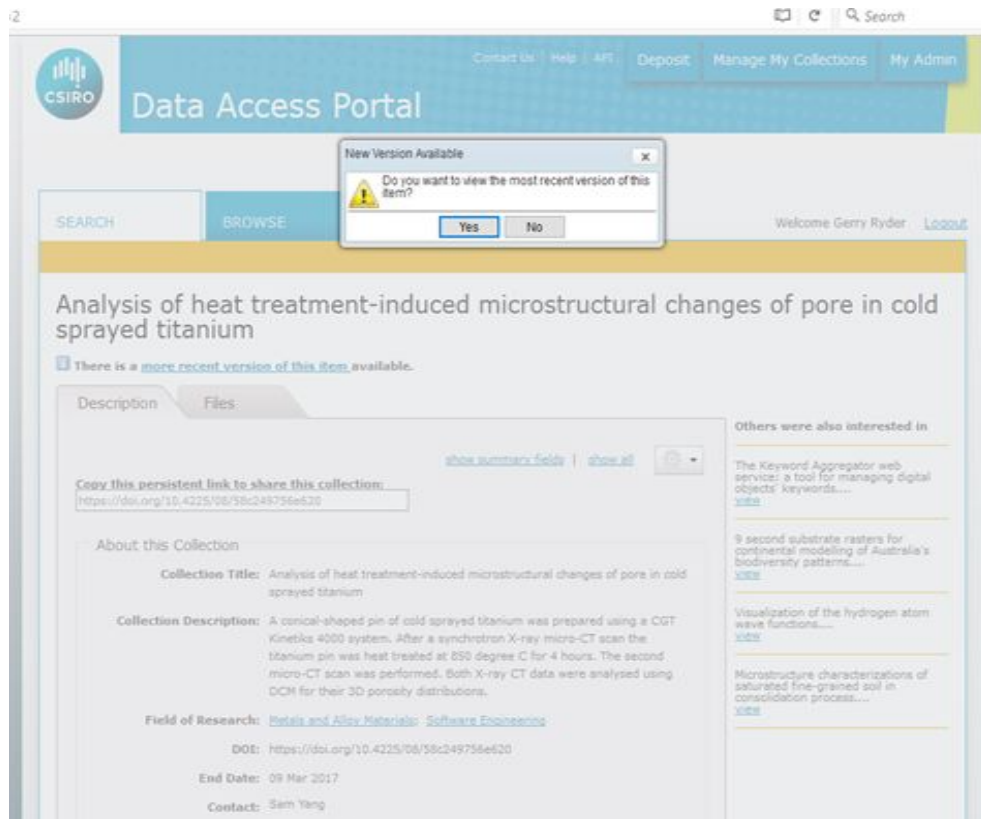 2
Search
CSIRO
Data Access Portal
Contact Us | Help | API
Deposit
Manage My Collections
My Admin
New Version Available
Do you want to view the most recent version of this
item?
Yes
No
SEARCH
BROWSE
Welcome Gerry Ryder
Logout
Analysis of heat treatment-induced microstructural changes of pore in cold
sprayed titanium
There is a more recent version of this item available.
Description
Files
show summary fields | show all
Copy this persistent link to share this collection:
https://doi.org/10.4225/08/58c249756e620
About this Collection
Collection Title: Analysis of heat treatment-induced microstructural changes of pore in cold
sprayed titanium
Collection Description: A conical-shaped pin of cold sprayed titanium was prepared using a CGT
Kinetiks 4000 system. After a synchrotron X-ray micro-CT scan the
titanium pin was heat treated at 850 degree C for 4 hours. The second
micro-CT scan was performed. Both X-ray CT data were analysed using
DCM for their 3D porosity distributions.
Field of Research: Metals and Alloy Materials; Software Engineering
DOI: https://doi.org/10.4225/08/58c249756e620
End Date: 09 Mar 2017
Contact: Sam Yang
Others were also interested in
The Keyword Aggregator web
service: a tool for managing digital
objects' keywords....
view
9 second substrate rasters for
continental modelling of Australia's
biodiversity patterns....
view
Visualization of the hydrogen atom
wave functions....
view
Microstructure characterizations of
saturated fine-grained soil in
consolidation process....
view